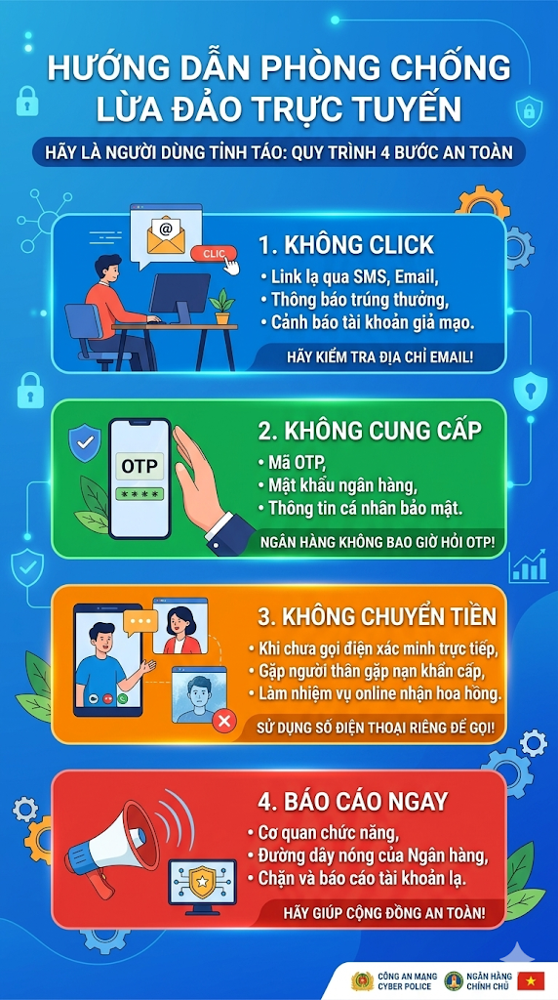 HƯỚNG DẪN PHÒNG CHỐNG
LỪA ĐẢO TRỰC TUYẾN
HÃY LÀ NGƯỜI DÙNG TỈNH TÁO: QUY TRÌNH 4 BƯỚC AN TOÀN
@
CLIC
1. KHÔNG CLICK
• Link lạ qua SMS, Email,
• Thông báo trúng thưởng,
• Cảnh báo tài khoản giả mạo.
HÃY KIỂM TRA ĐỊA CHỈ EMAIL!
OTP
****
2. KHÔNG CUNG CẤP
• Mã OTP,
• Mật khẩu ngân hàng,
• Thông tin cá nhân bảo mật.
NGÂN HÀNG KHÔNG BAO GIỜ HỎI OTP!
3. KHÔNG CHUYỂN TIỀN
• Khi chưa gọi điện xác minh trực tiếp,
• Gặp người thân gặp nạn khẩn cấp,
• Làm nhiệm vụ online nhận hoa hồng.
SỬ DỤNG SỐ ĐIỆN THOẠI RIÊNG ĐỂ GỌI!
4. BÁO CÁO NGAY
• Cơ quan chức năng,
• Đường dây nóng của Ngân hàng,
• Chặn và báo cáo tài khoản lạ.
HÃY GIÚP CỘNG ĐỒNG AN TOÀN!
CÔNG AN MẠNG
CYBER POLICE
NGÂN HÀNG
CHÍNH CHỦ